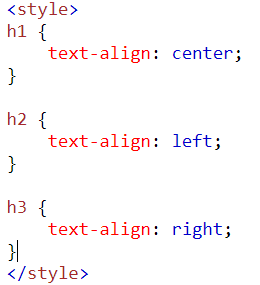 <style>
h1 {
    text-align: center;
}

h2 {
    text-align: left;
}

h3 {
    text-align: right;
}
</style>